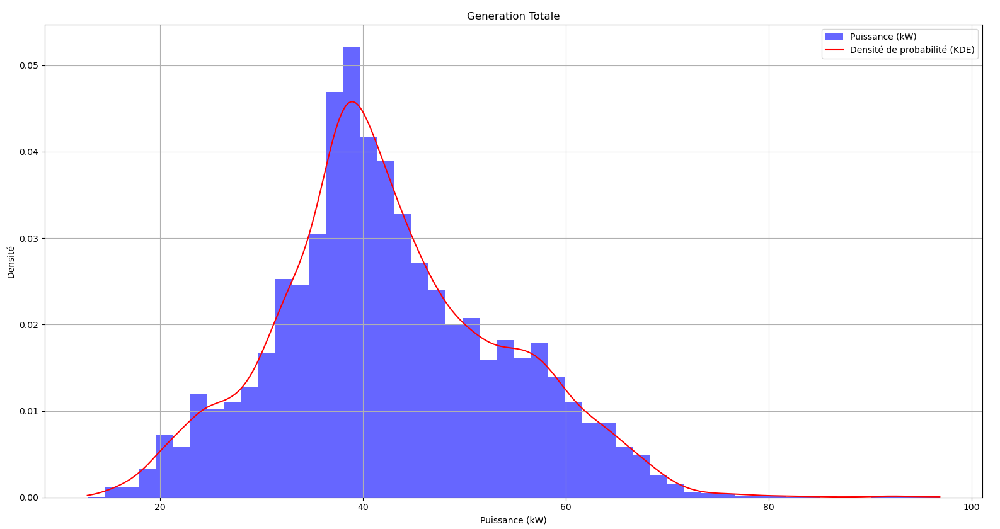 Generation Totale
Puissance (kW)
Densité de probabilité (KDE)
Densité
0.05
0.04
0.03
0.02
0.01
0.00
20 40 60 80 100
Puissance (kW)